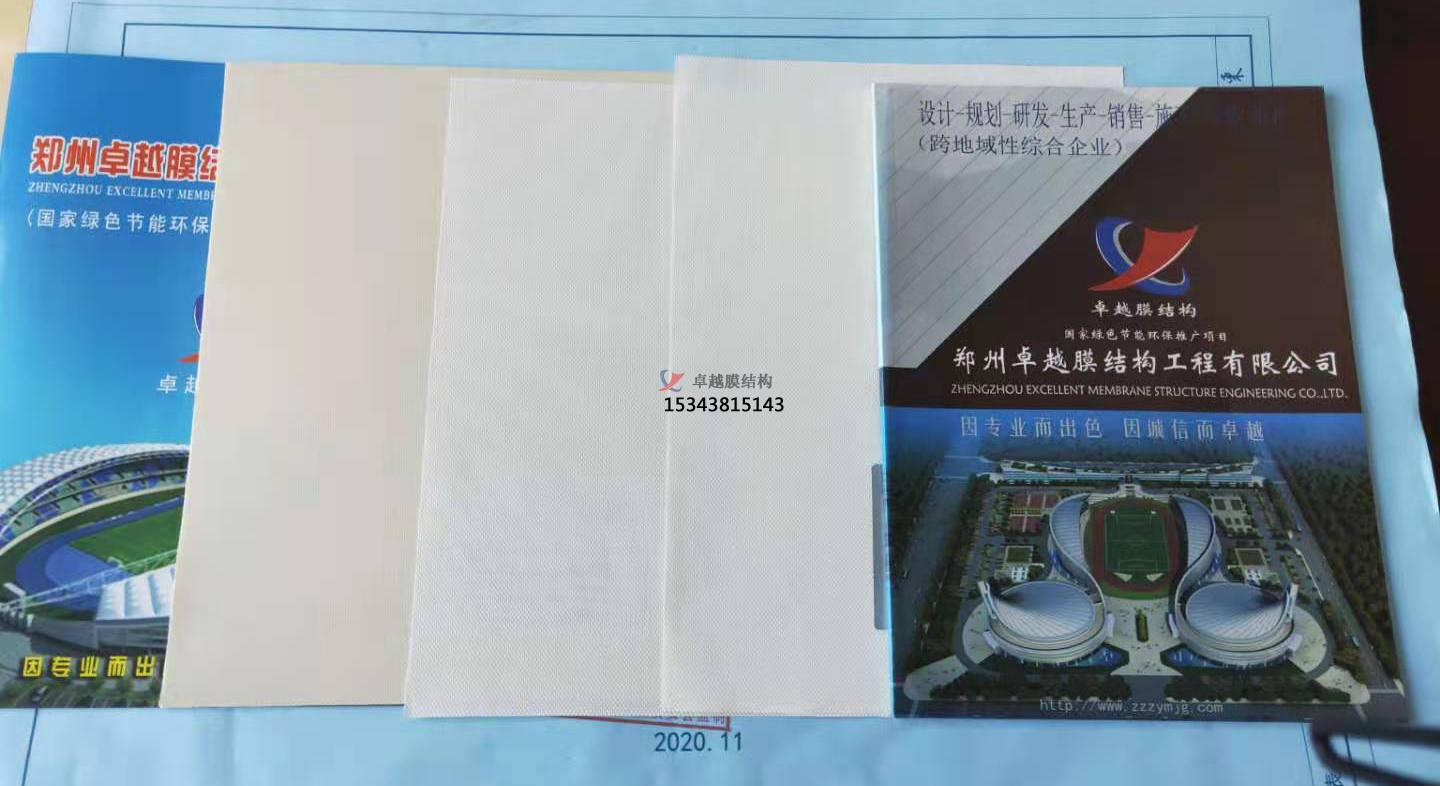 郑州卓越膜结
ZHENGZHOU EXCELLENT MEMB
(国家绿色节能环保
卓越
因专业而出
卓越膜结构
15343815143
设计-规划-研发-生产-销售-施
(跨地域性综合企业)
卓越膜结构
国家绿色节能环保推广项目
郑州卓越膜结构工程有限公司
ZHENGZHOU EXCELLENT MEMBRANE STRUCTURE ENGINEERING CO.,LTD.
因专业而出色 因诚信而卓越
http://www.zzzymjg.com
2020.11